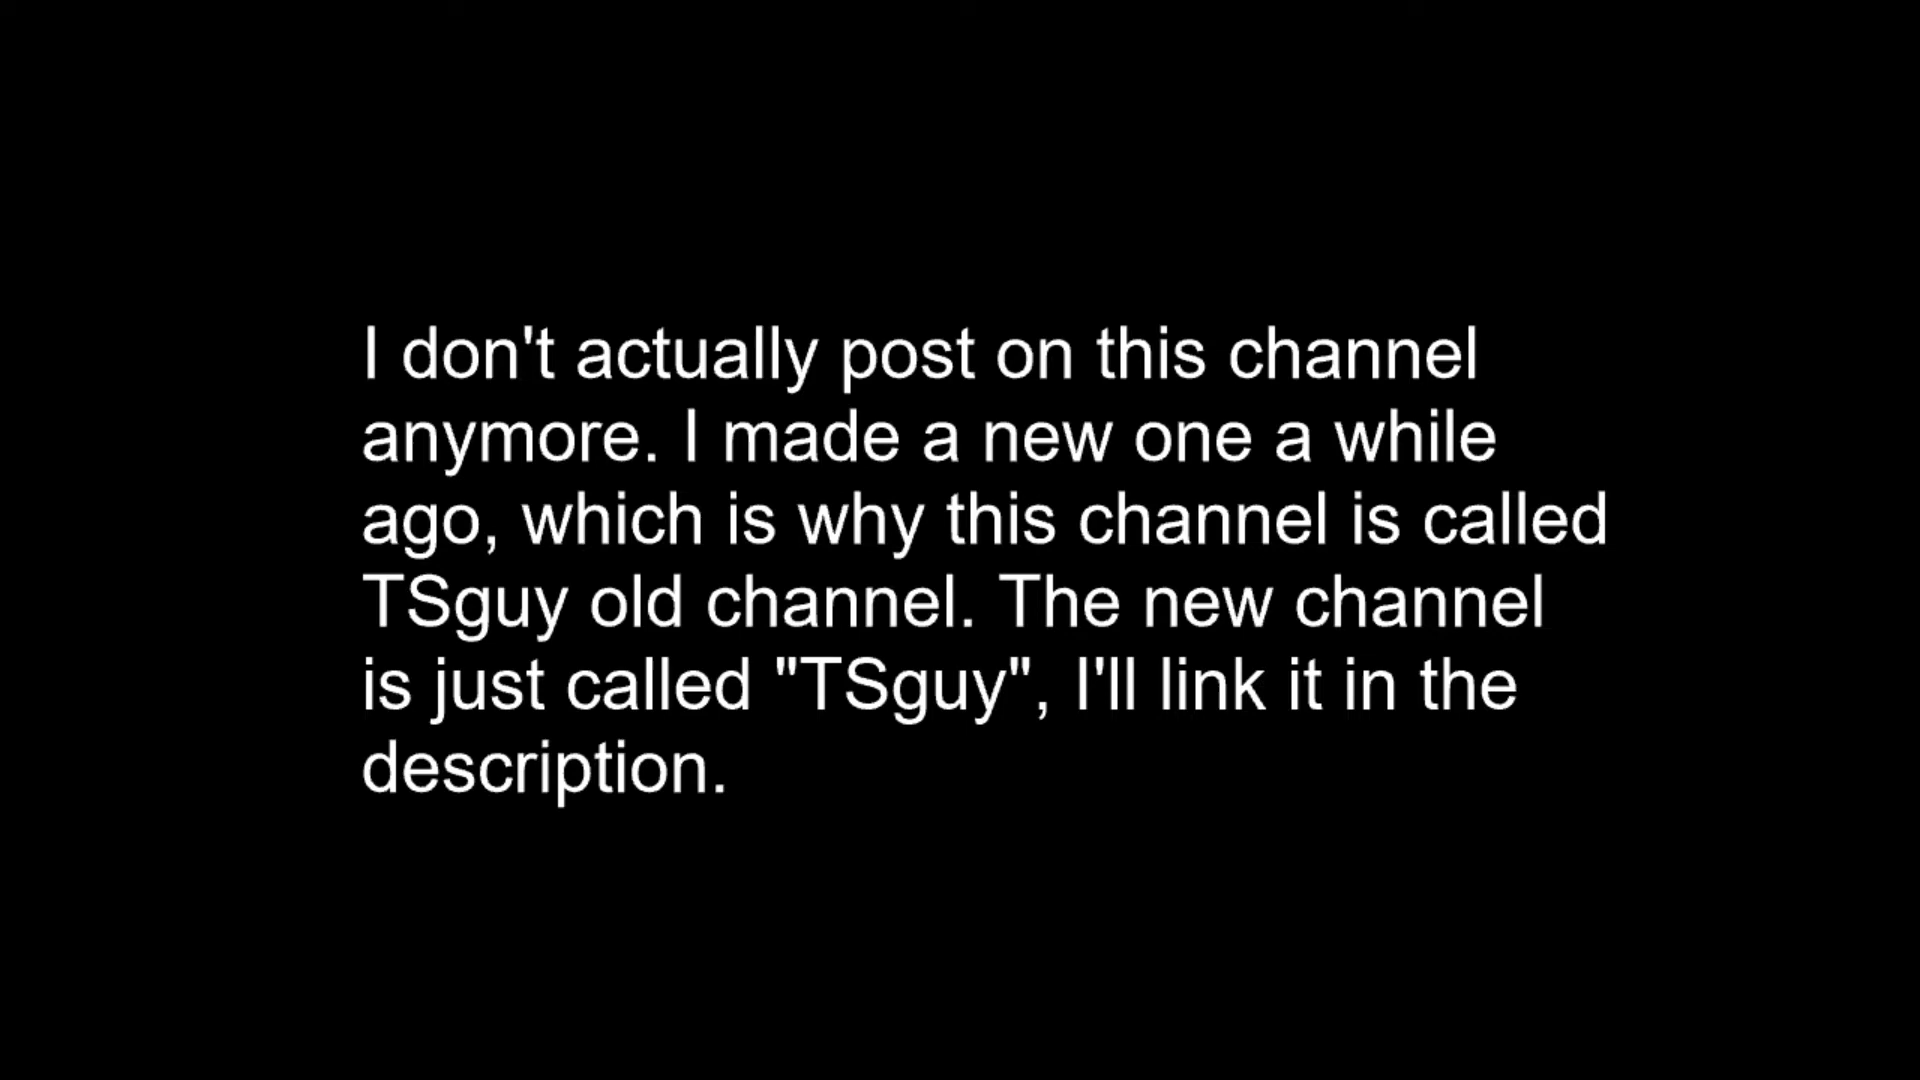 I don't actually post on this channel
anymore. I made a new one a while
ago, which is why this channel is called
TSguy old channel. The new channel
is just called "TSguy", I'll link it in the
description.